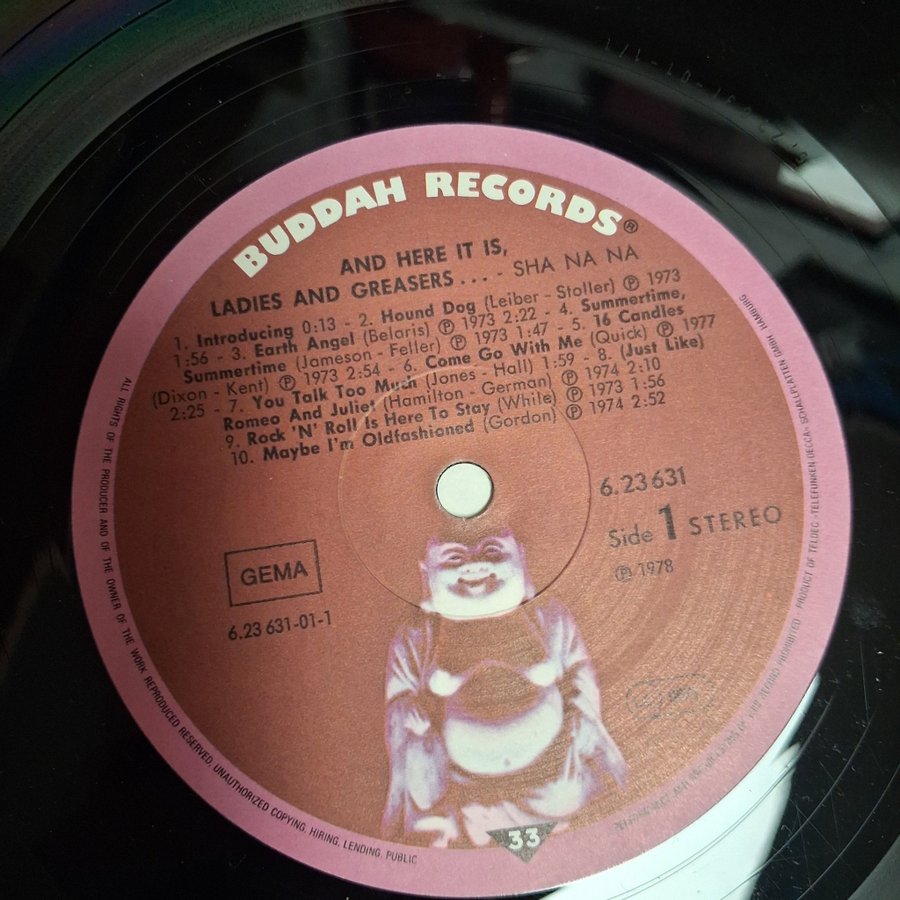 BUDDAH RECORDS®
AND HERE IT IS,
LADIES AND GREASERS... - SHA NA NA
1. Introducing 0:13 - 2. Hound Dog (Leiber - Stoller) ℗ 1973
1:56 - 3. Earth Angel (Belaris) ℗ 1973 2:22 - 4. Summertime,
Summertime (Jameson - Feller) ℗ 1973 1:47 - 5. 16 Candles
(Dixon - Kent) ℗ 1973 2:54 - 6. Come Go With Me (Quick) ℗ 1977
2:25 - 7. You Talk Too Much (Jones - Hall) 1:59 - 8. (Just Like)
Romeo And Juliet (Hamilton - German) ℗ 1974 2:10
9. Rock 'N' Roll Is Here To Stay (While) ℗ 1973 1:56
10. Maybe I'm Oldfashioned (Gordon) ℗ 1974 2:52
6.23631
Side 1 STEREO
℗ 1978
GEMA
6.23 631-01-1
33
ALL RIGHTS OF THE PRODUCER AND OF THE OWNER OF THE WORK REPRODUCED RESERVED. UNAUTHORIZED COPYING, HIRING, LENDING, PUBLIC
PROHIBITED PRODUCT OF TELDEC »TELEFUNKEN-DECCA« SCHALLPLATTEN GMBH, HAMBURG